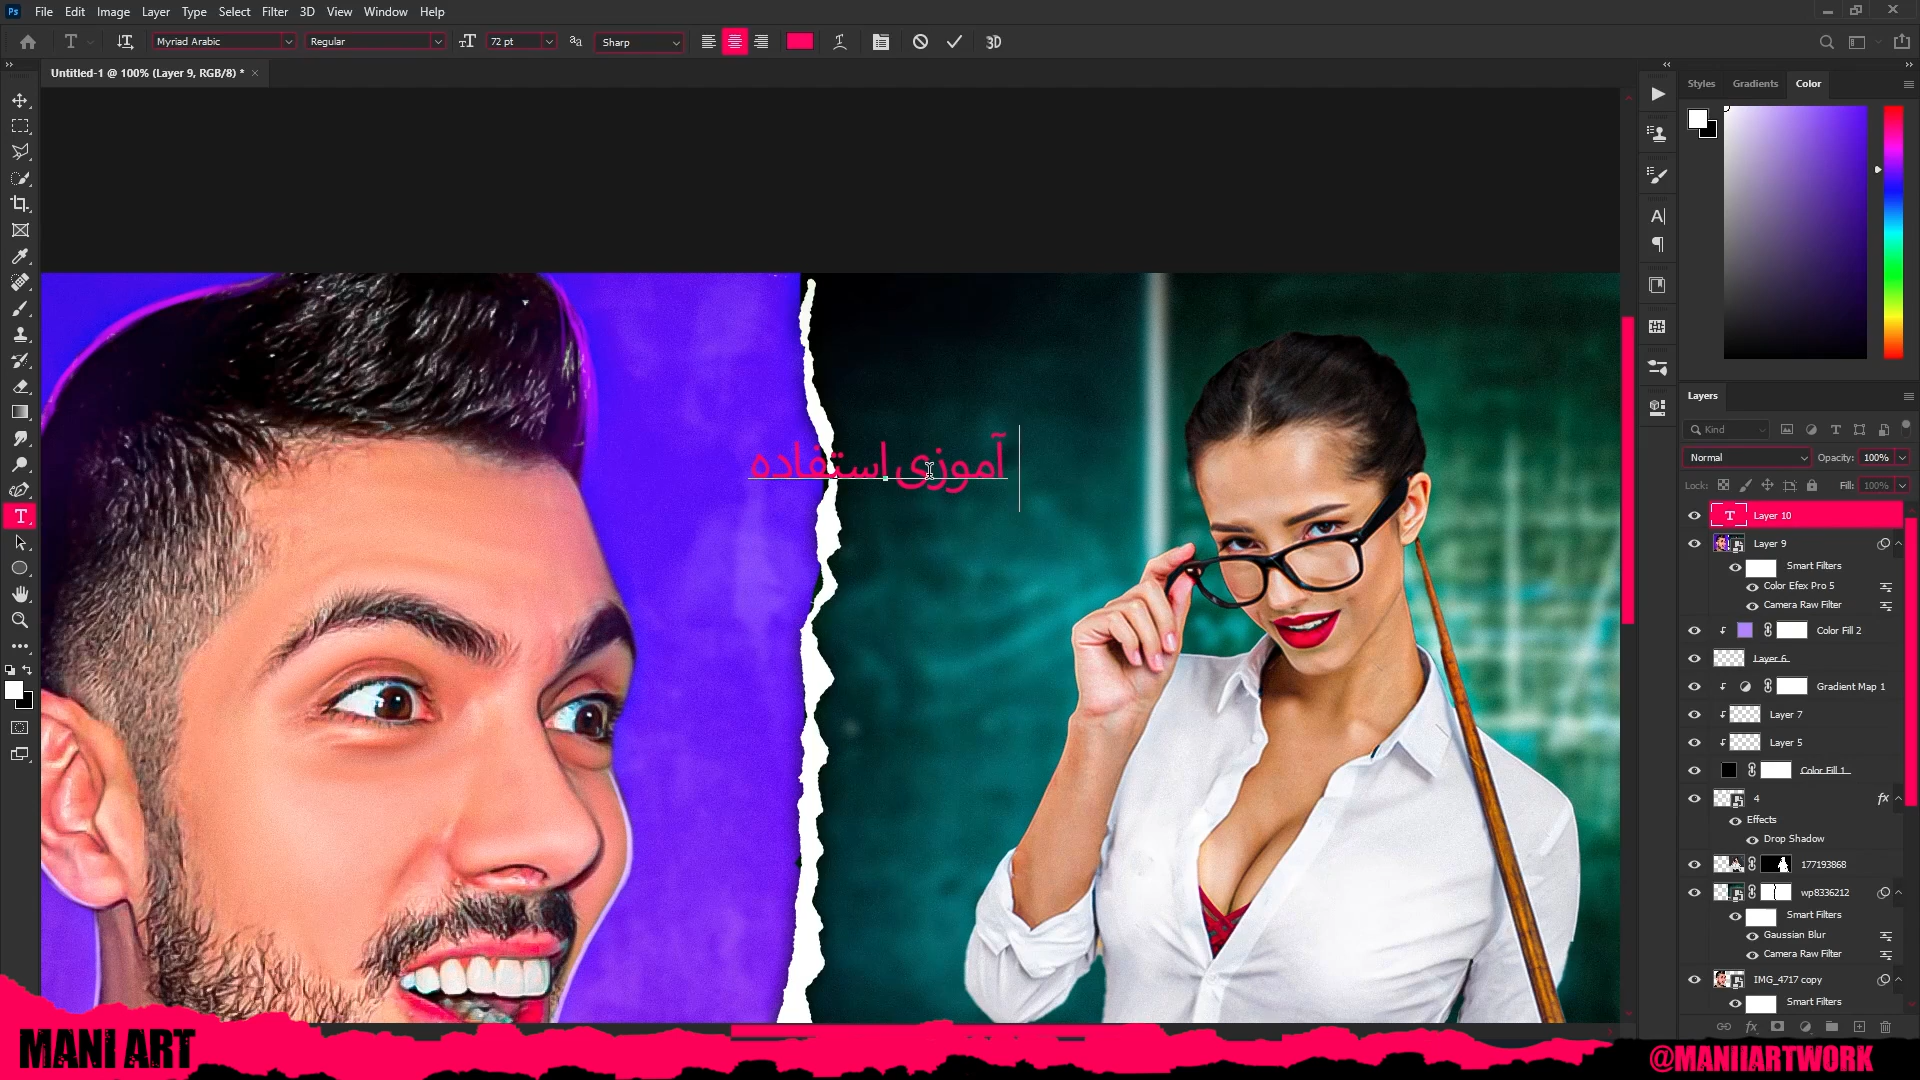 Ps File Edit Image Layer Type Select Filter 3D View Window Help
T Myriad Arabic Regular 72 pt Sharp 3D
Untitled-1 @ 100% (Layer 9, RGB/8) *
Styles Gradients Color
آموزی استفاده
Layers
Kind
Normal Opacity: 100%
Lock: Fill: 100%
T Layer 10
Layer 9
Smart Filters
Color Efex Pro 5
Camera Raw Filter
Color Fill 2
Layer 6
Gradient Map 1
Layer 7
Layer 5
Color Fill 1
4 fx
Effects
Drop Shadow
177193868
wp8336212
Smart Filters
Gaussian Blur
Camera Raw Filter
IMG_4717 copy
Smart Filters
fx
MANI ART
@MANIIARTWORK